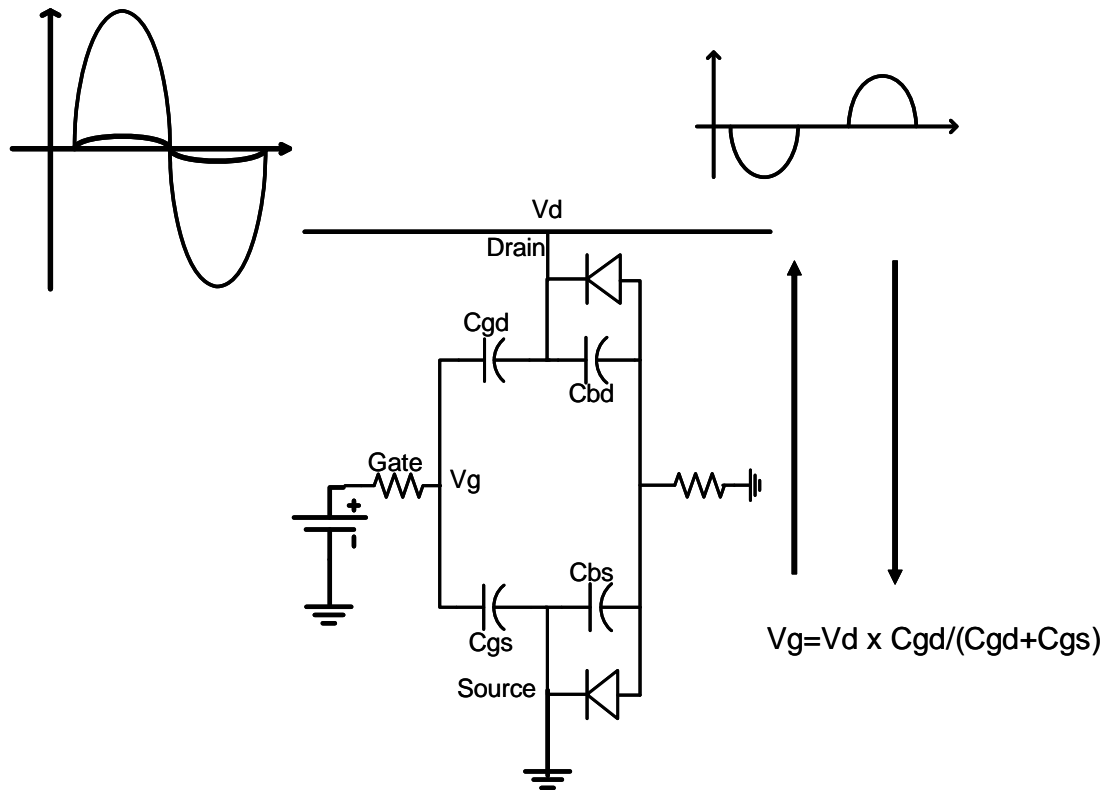 Vd
Drain
Cgd
Cbd
Gate
Vg
+
-
Cbs
Cgs
Vg=Vd x Cgd/(Cgd+Cgs)
Source